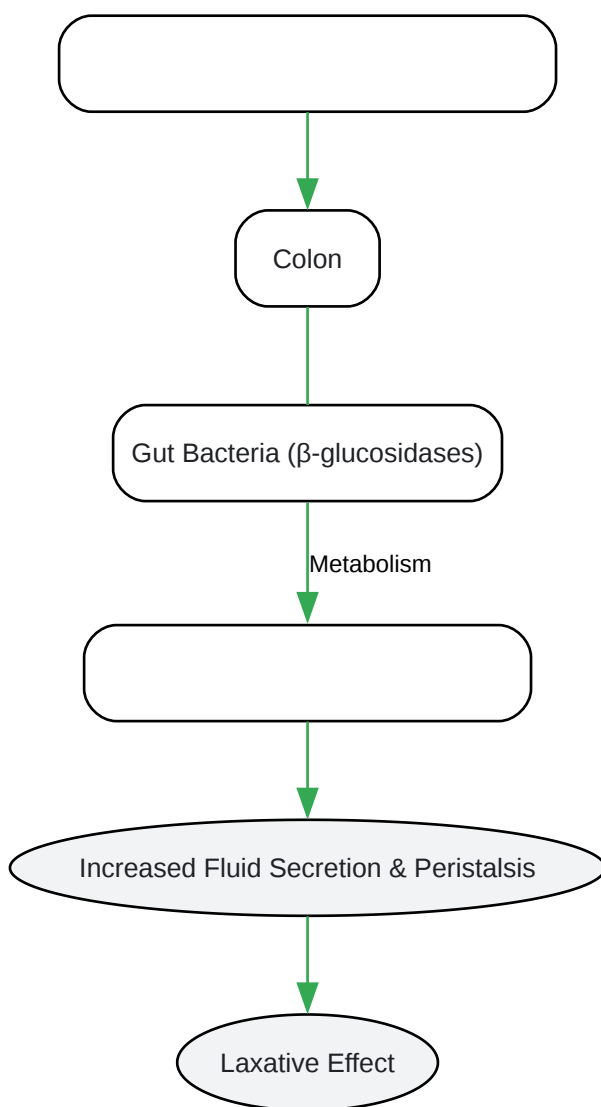 Colon
Gut Bacteria (β-glucosidases)
Metabolism
Increased Fluid Secretion & Peristalsis
Laxative Effect